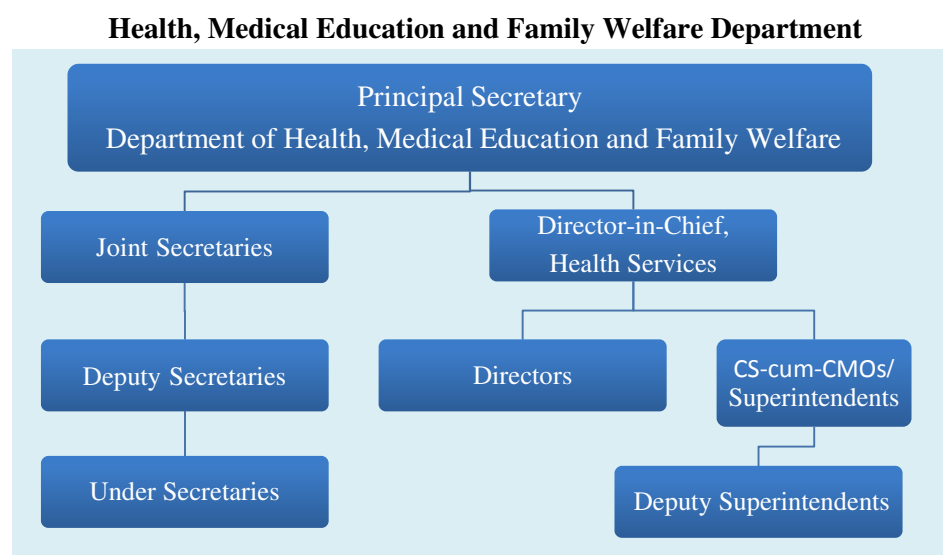 Health, Medical Education and Family Welfare Department
Principal Secretary
Department of Health, Medical Education and Family Welfare
Joint Secretaries
Director-in-Chief,
Health Services
Deputy Secretaries
Directors
CS-cum-CMOs/
Superintendents
Under Secretaries
Deputy Superintendents